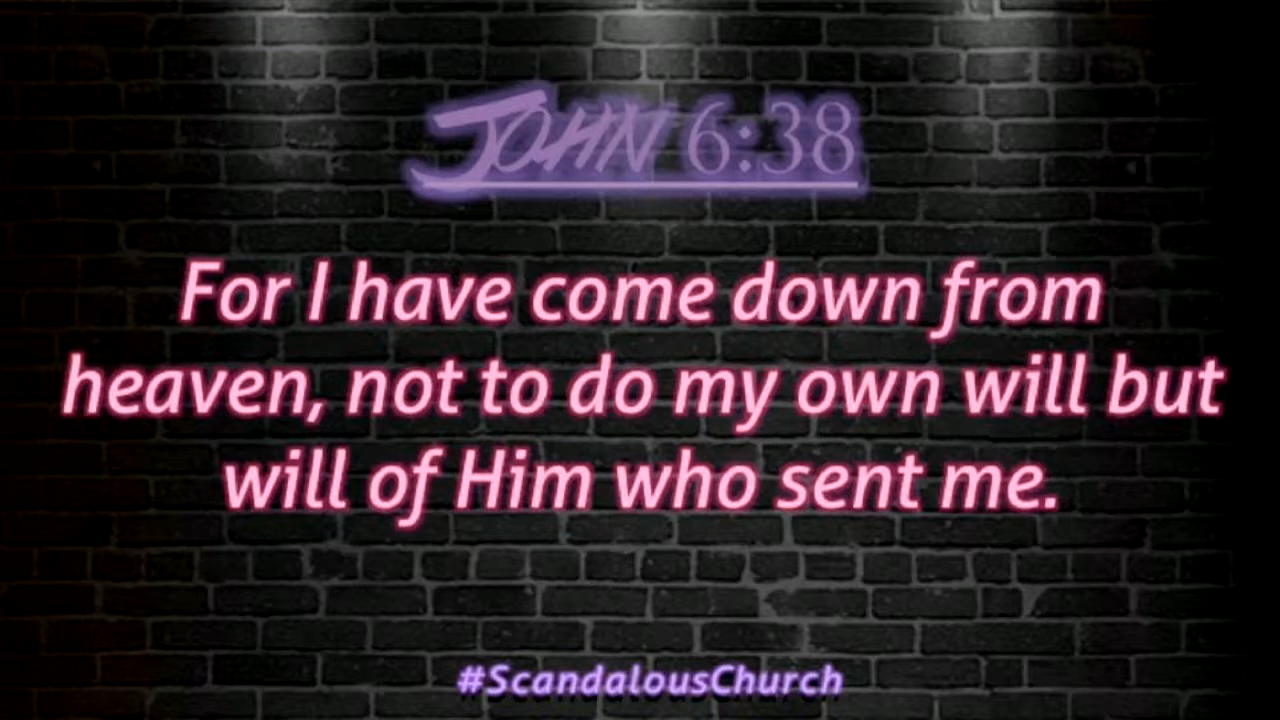 John 6:38
For I have come down from
heaven, not to do my own will but
will of Him who sent me.
#ScandalousChurch